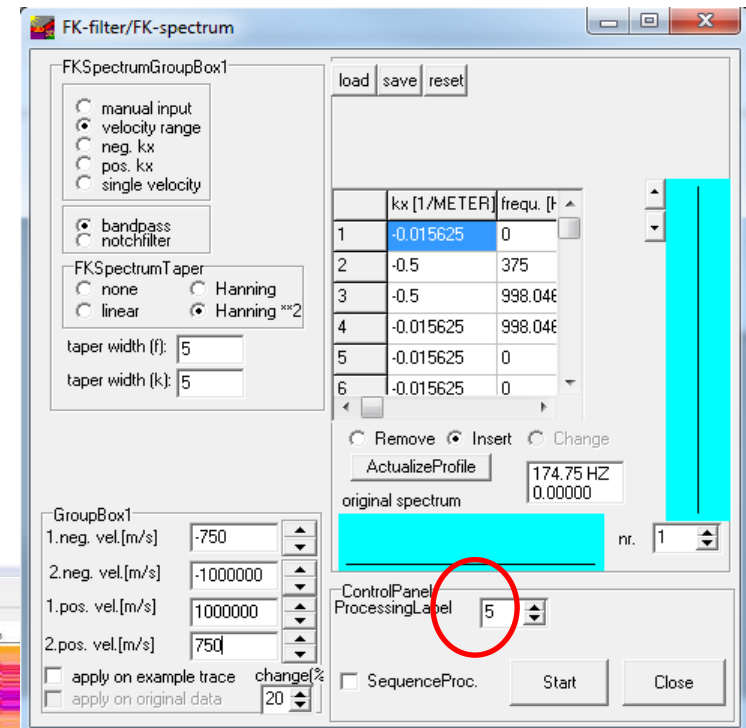 FK-filter/FK-spectrum
FKSpectrumGroupBox1
manual input
velocity range
neg. kx
pos. kx
single velocity
bandpass
notchfilter
FKSpectrumTaper
none Hanning
linear Hanning **2
taper width (f): 5
taper width (k): 5
load save reset
kx [1/METER] frequ. [H
1 -0.015625 0
2 -0.5 375
3 -0.5 998.046
4 -0.015625 998.046
5 -0.015625 0
6 -0.015625 0
Remove Insert Change
ActualizeProfile
174.75 HZ
0.00000
original spectrum
nr. 1
GroupBox1
1.neg. vel.[m/s] -750
2.neg. vel.[m/s] -1000000
1.pos. vel.[m/s] 1000000
2.pos. vel.[m/s] 750
apply on example trace change(%
apply on original data 20
ControlPanel
ProcessingLabel 5
SequenceProc. Start Close